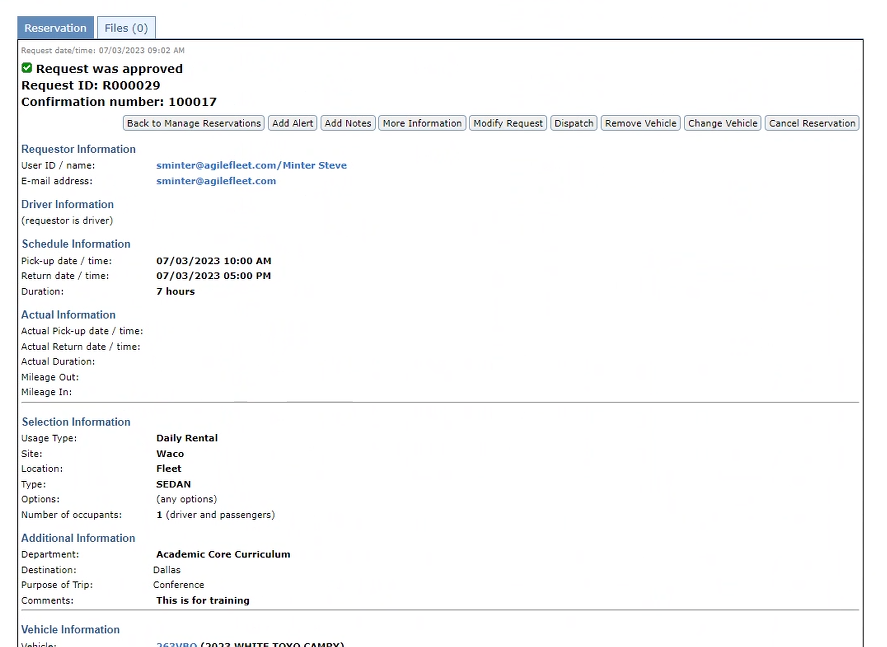 Reservation Files (0)
Request date/time: 07/03/2023 09:02 AM
Request was approved
Request ID: R000029
Confirmation number: 100017
Back to Manage Reservations Add Alert Add Notes More Information Modify Request Dispatch Remove Vehicle Change Vehicle Cancel Reservation
Requestor Information
User ID / name: sminter@agilefleet.com/Minter Steve
E-mail address: sminter@agilefleet.com
Driver Information
(requestor is driver)
Schedule Information
Pick-up date / time: 07/03/2023 10:00 AM
Return date / time: 07/03/2023 05:00 PM
Duration: 7 hours
Actual Information
Actual Pick-up date / time:
Actual Return date / time:
Actual Duration:
Mileage Out:
Mileage In:
Selection Information
Usage Type: Daily Rental
Site: Waco
Location: Fleet
Type: SEDAN
Options: (any options)
Number of occupants: 1 (driver and passengers)
Additional Information
Department: Academic Core Curriculum
Destination: Dallas
Purpose of Trip: Conference
Comments: This is for training
Vehicle Information
Vehicle: (2023 WHITE TOYO CAMRY)